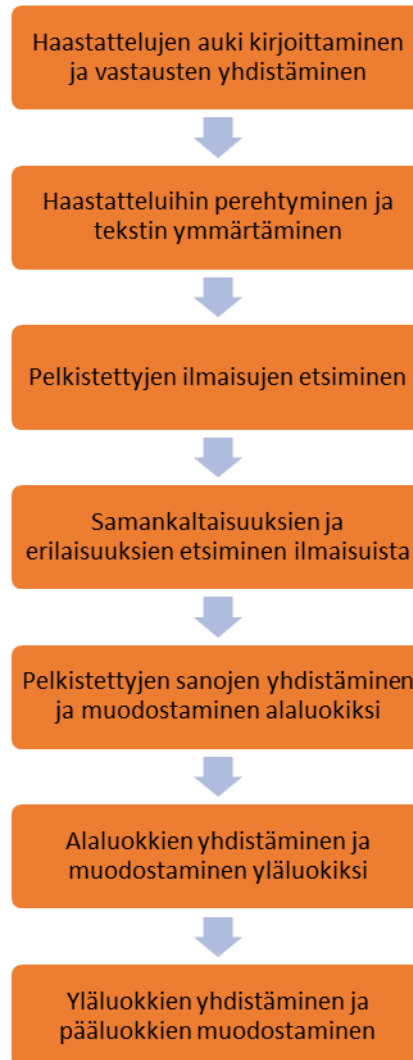 Haastattelujen auki kirjoittaminen
ja vastausten yhdistäminen
Haastatteluihin perehtyminen ja
tekstin ymmärtäminen
Pelkistettyjen ilmaisujen etsiminen
Samankaltaisuuksien ja
erilaisuuksien etsiminen ilmaisuista
Pelkistettyjen sanojen yhdistäminen
ja muodostaminen alaluokiksi
Alaluokkien yhdistäminen ja
muodostaminen yläluokiksi
Yläluokkien yhdistäminen ja
pääluokkien muodostaminen